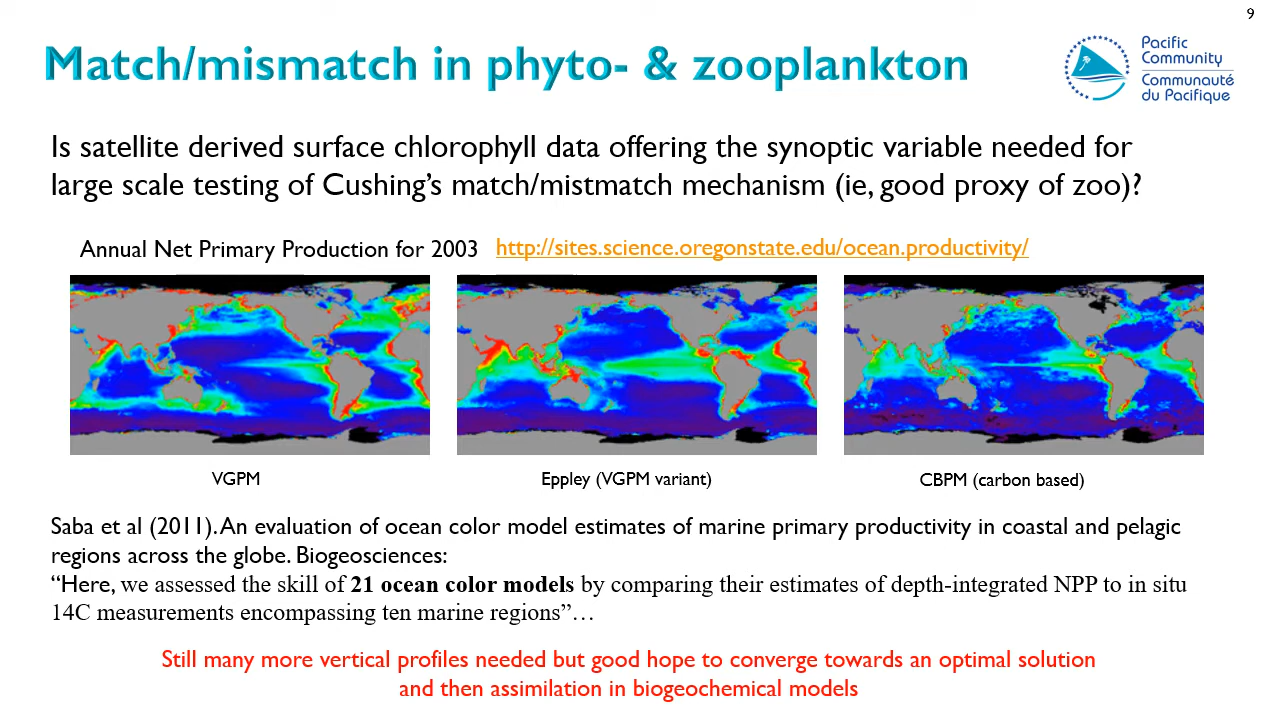 9
Match/mismatch in phyto- & zooplankton
Pacific
Community
Communauté
du Pacifique
Is satellite derived surface chlorophyll data offering the synoptic variable needed for
large scale testing of Cushing's match/mistmatch mechanism (ie, good proxy of zoo)?
Annual Net Primary Production for 2003 http://sites.science.oregonstate.edu/ocean.productivity/
VGPM
Eppley (VGPM variant)
CBPM (carbon based)
Saba et al (2011). An evaluation of ocean color model estimates of marine primary productivity in coastal and pelagic
regions across the globe. Biogeosciences:
“Here, we assessed the skill of 21 ocean color models by comparing their estimates of depth-integrated NPP to in situ
14C measurements encompassing ten marine regions”…
Still many more vertical profiles needed but good hope to converge towards an optimal solution
and then assimilation in biogeochemical models